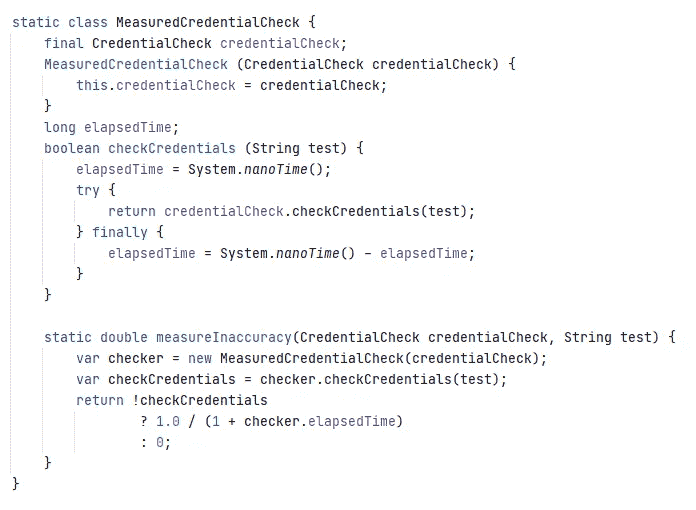 static class MeasuredCredentialCheck {
    final CredentialCheck credentialCheck;
    MeasuredCredentialCheck (CredentialCheck credentialCheck) {
        this.credentialCheck = credentialCheck;
    }
    long elapsedTime;
    boolean checkCredentials (String test) {
        elapsedTime = System.nanoTime();
        try {
            return credentialCheck.checkCredentials(test);
        } finally {
            elapsedTime = System.nanoTime() - elapsedTime;
        }
    }

    static double measureInaccuracy(CredentialCheck credentialCheck, String test) {
        var checker = new MeasuredCredentialCheck(credentialCheck);
        var checkCredentials = checker.checkCredentials(test);
        return !checkCredentials
                ? 1.0 / (1 + checker.elapsedTime)
                : 0;
    }
}